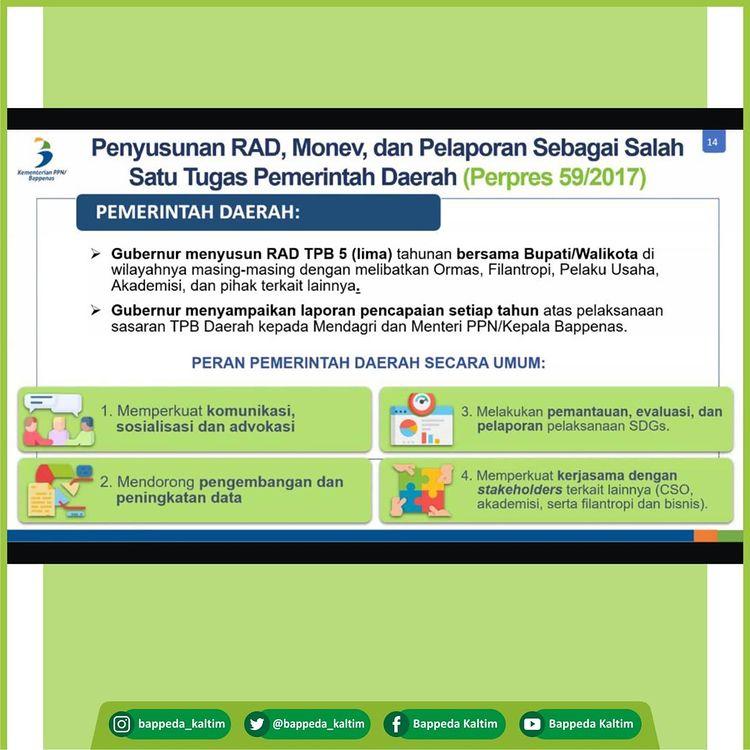 Kementerian PPN/
Bappenas
Penyusunan RAD, Monev, dan Pelaporan Sebagai Salah
Satu Tugas Pemerintah Daerah (Perpres 59/2017)
14
PEMERINTAH DAERAH:
➢ Gubernur menyusun RAD TPB 5 (lima) tahunan bersama Bupati/Walikota di
wilayahnya masing-masing dengan melibatkan Ormas, Filantropi, Pelaku Usaha,
Akademisi, dan pihak terkait lainnya.
➢ Gubernur menyampaikan laporan pencapaian setiap tahun atas pelaksanaan
sasaran TPB Daerah kepada Mendagri dan Menteri PPN/Kepala Bappenas.
PERAN PEMERINTAH DAERAH SECARA UMUM:
1. Memperkuat komunikasi,
sosialisasi dan advokasi
2. Mendorong pengembangan dan
peningkatan data
3. Melakukan pemantauan, evaluasi, dan
pelaporan pelaksanaan SDGs.
4. Memperkuat kerjasama dengan
stakeholders terkait lainnya (CSO,
akademisi, serta filantropi dan bisnis).
bappeda_kaltim
@bappeda_kaltim
Bappeda Kaltim
Bappeda Kaltim